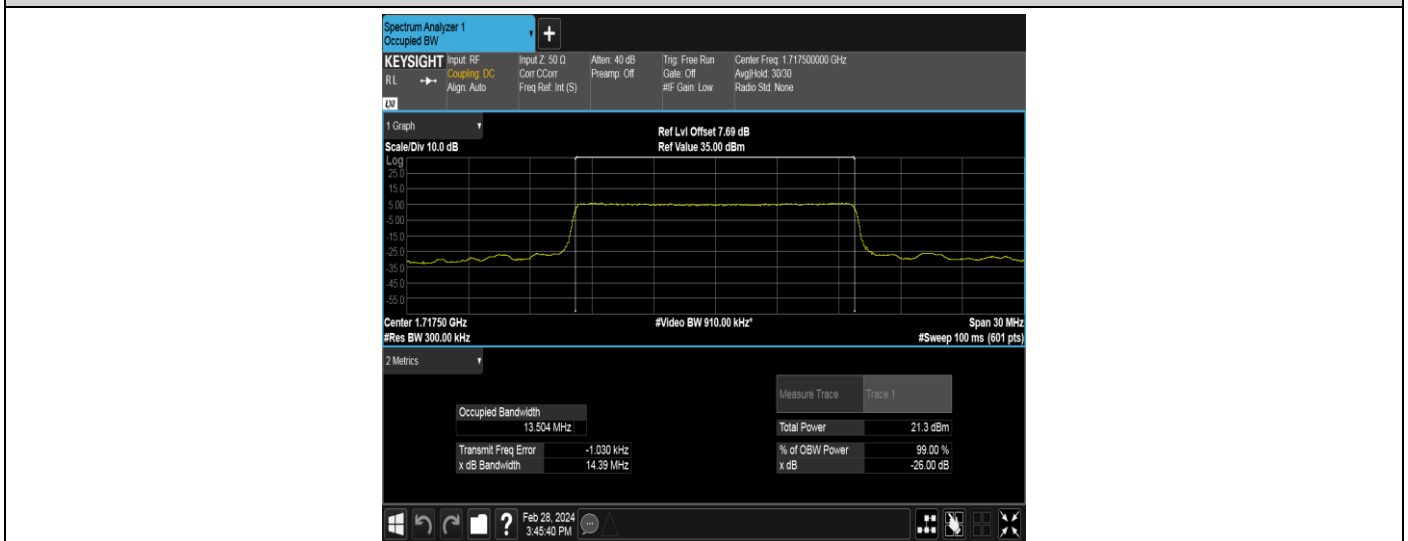 Spectrum Analyzer 1
Occupied BW
+
KEYSIGHT Input: RF Input Z: 50 Ω Atten: 40 dB Trig: Free Run Center Freq: 1.717500000 GHz
RL Coupling: DC Corr CCorr Preamp: Off Gate: Off Avg|Hold: 30/30
Align: Auto Freq Ref: Int (S) #IF Gain: Low Radio Std: None
LXI
1 Graph
Ref Lvl Offset 7.69 dB
Scale/Div 10.0 dB Ref Value 35.00 dBm
Log
25.0
15.0
5.00
-5.00
-15.0
-25.0
-35.0
-45.0
-55.0
Center 1.71750 GHz #Video BW 910.00 kHz* Span 30 MHz
#Res BW 300.00 kHz #Sweep 100 ms (601 pts)
2 Metrics
Measure Trace Trace 1
Occupied Bandwidth
13.504 MHz Total Power 21.3 dBm
Transmit Freq Error -1.030 kHz % of OBW Power 99.00 %
x dB Bandwidth 14.39 MHz x dB -26.00 dB
? Feb 28, 2024
3:45:40 PM